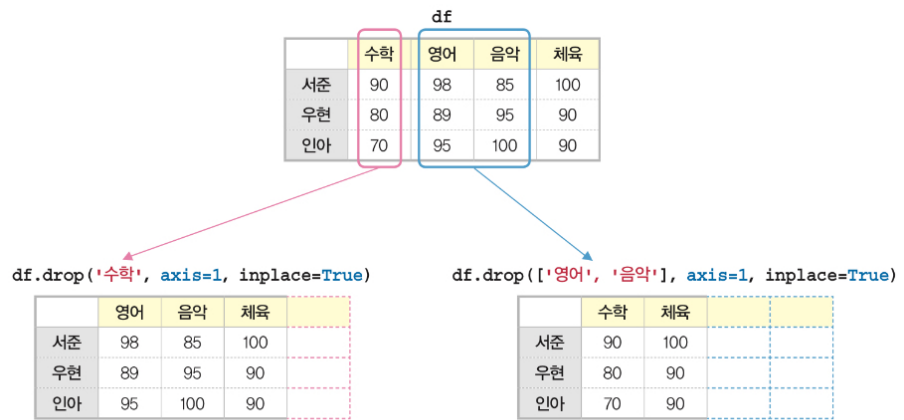 df
수학 영어 음악 체육
서준 90 98 85 100
우현 80 89 95 90
인아 70 95 100 90
df.drop('수학', axis=1, inplace=True)
영어 음악 체육
서준 98 85 100
우현 89 95 90
인아 95 100 90
df.drop(['영어', '음악'], axis=1, inplace=True)
수학 체육
서준 90 100
우현 80 90
인아 70 90